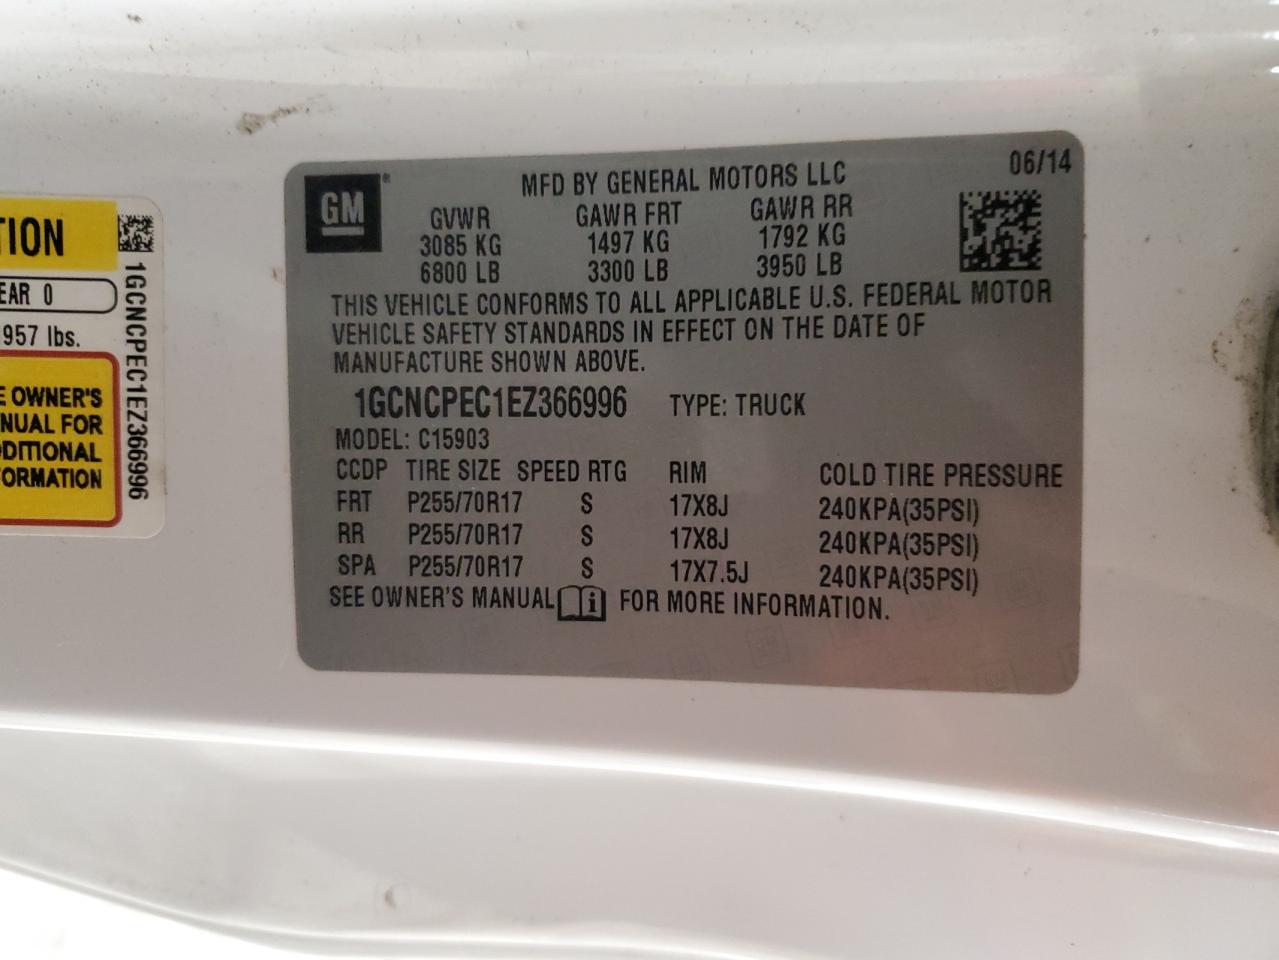 TION
EAR 0
957 lbs.
E OWNER'S
NUAL FOR
DDITIONAL
FORMATION
1GCNCPEC1EZ366996
GM
MFD BY GENERAL MOTORS LLC
06/14
GVWR GAWR FRT GAWR RR
3085 KG 1497 KG 1792 KG
6800 LB 3300 LB 3950 LB
THIS VEHICLE CONFORMS TO ALL APPLICABLE U.S. FEDERAL MOTOR
VEHICLE SAFETY STANDARDS IN EFFECT ON THE DATE OF
MANUFACTURE SHOWN ABOVE.
1GCNCPEC1EZ366996 TYPE: TRUCK
MODEL: C15903
CCDP TIRE SIZE SPEED RTG RIM COLD TIRE PRESSURE
FRT P255/70R17 S 17X8J 240KPA(35PSI)
RR P255/70R17 S 17X8J 240KPA(35PSI)
SPA P255/70R17 S 17X7.5J 240KPA(35PSI)
SEE OWNER'S MANUAL i FOR MORE INFORMATION.